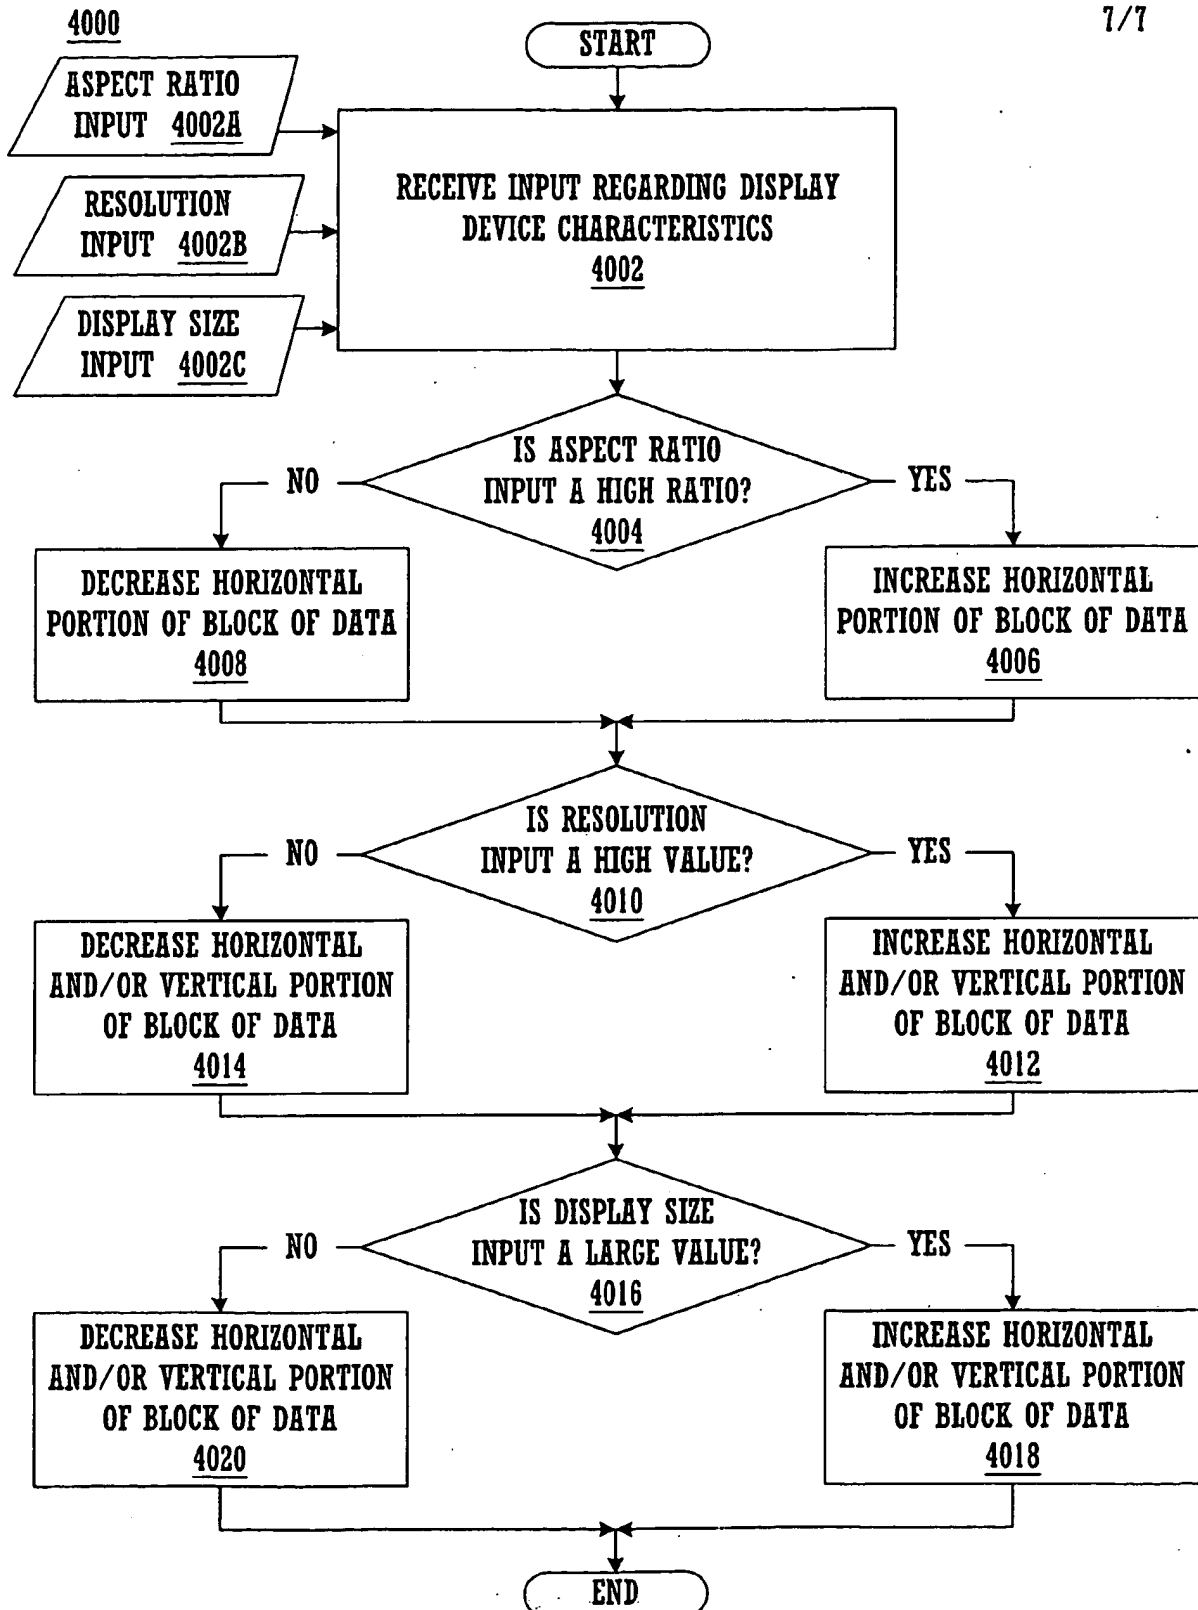 4000
7/7
START
ASPECT RATIO
INPUT 4002A
RESOLUTION
INPUT 4002B
DISPLAY SIZE
INPUT 4002C
RECEIVE INPUT REGARDING DISPLAY
DEVICE CHARACTERISTICS
4002
IS ASPECT RATIO
INPUT A HIGH RATIO?
4004
NO
YES
DECREASE HORIZONTAL
PORTION OF BLOCK OF DATA
4008
INCREASE HORIZONTAL
PORTION OF BLOCK OF DATA
4006
IS RESOLUTION
INPUT A HIGH VALUE?
4010
NO
YES
DECREASE HORIZONTAL
AND/OR VERTICAL PORTION
OF BLOCK OF DATA
4014
INCREASE HORIZONTAL
AND/OR VERTICAL PORTION
OF BLOCK OF DATA
4012
IS DISPLAY SIZE
INPUT A LARGE VALUE?
4016
NO
YES
DECREASE HORIZONTAL
AND/OR VERTICAL PORTION
OF BLOCK OF DATA
4020
INCREASE HORIZONTAL
AND/OR VERTICAL PORTION
OF BLOCK OF DATA
4018
END